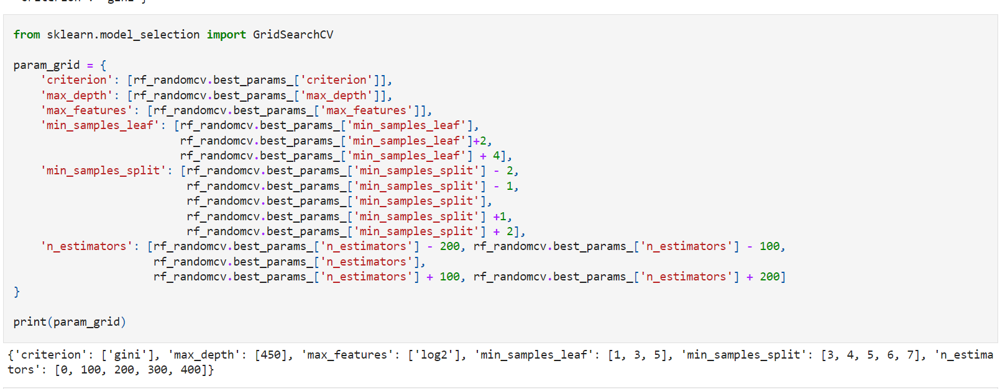 criterion : gini }
from sklearn.model_selection import GridSearchCV
param_grid = {
    'criterion': [rf_randomcv.best_params_['criterion']],
    'max_depth': [rf_randomcv.best_params_['max_depth']],
    'max_features': [rf_randomcv.best_params_['max_features']],
    'min_samples_leaf': [rf_randomcv.best_params_['min_samples_leaf'],
                         rf_randomcv.best_params_['min_samples_leaf']+2,
                         rf_randomcv.best_params_['min_samples_leaf'] + 4],
    'min_samples_split': [rf_randomcv.best_params_['min_samples_split'] - 2,
                          rf_randomcv.best_params_['min_samples_split'] - 1,
                          rf_randomcv.best_params_['min_samples_split'],
                          rf_randomcv.best_params_['min_samples_split'] +1,
                          rf_randomcv.best_params_['min_samples_split'] + 2],
    'n_estimators': [rf_randomcv.best_params_['n_estimators'] - 200, rf_randomcv.best_params_['n_estimators'] - 100,
                     rf_randomcv.best_params_['n_estimators'],
                     rf_randomcv.best_params_['n_estimators'] + 100, rf_randomcv.best_params_['n_estimators'] + 200]
}
print(param_grid)
{'criterion': ['gini'], 'max_depth': [450], 'max_features': ['log2'], 'min_samples_leaf': [1, 3, 5], 'min_samples_split': [3, 4, 5, 6, 7], 'n_estima
tors': [0, 100, 200, 300, 400]}